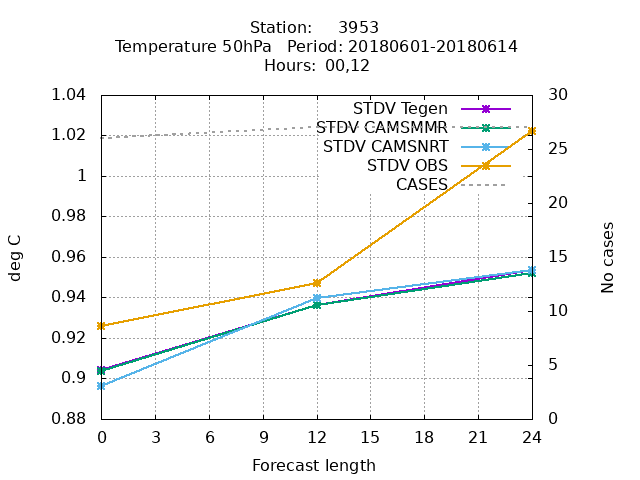 Station:     3953
Temperature 50hPa   Period: 20180601-20180614
Hours: 00,12
STDV Tegen
STDV CAMSMMR
STDV CAMSNRT
STDV OBS
CASES
1.04
1.02
1
0.98
0.96
0.94
0.92
0.9
0.88
30
25
20
15
10
5
0
deg C
No cases
0 3 6 9 12 15 18 21 24
Forecast length